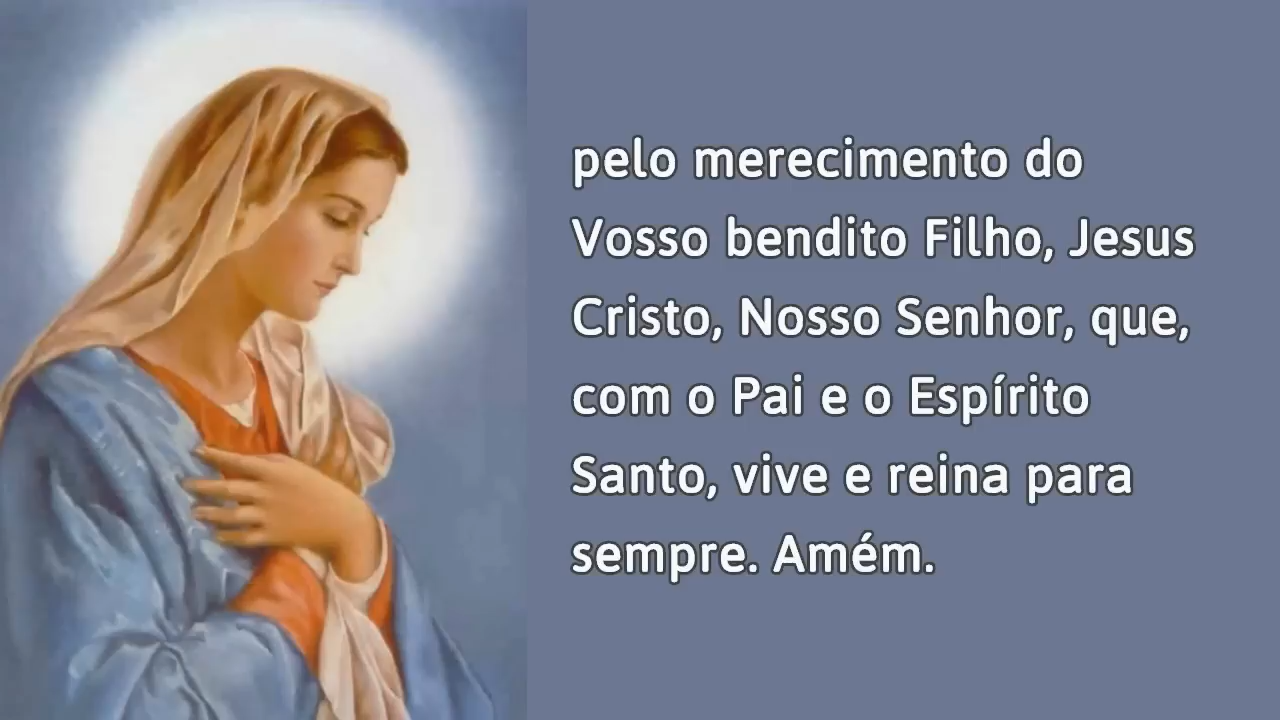 pelo merecimento do
Vosso bendito Filho, Jesus
Cristo, Nosso Senhor, que,
com o Pai e o Espírito
Santo, vive e reina para
sempre. Amém.